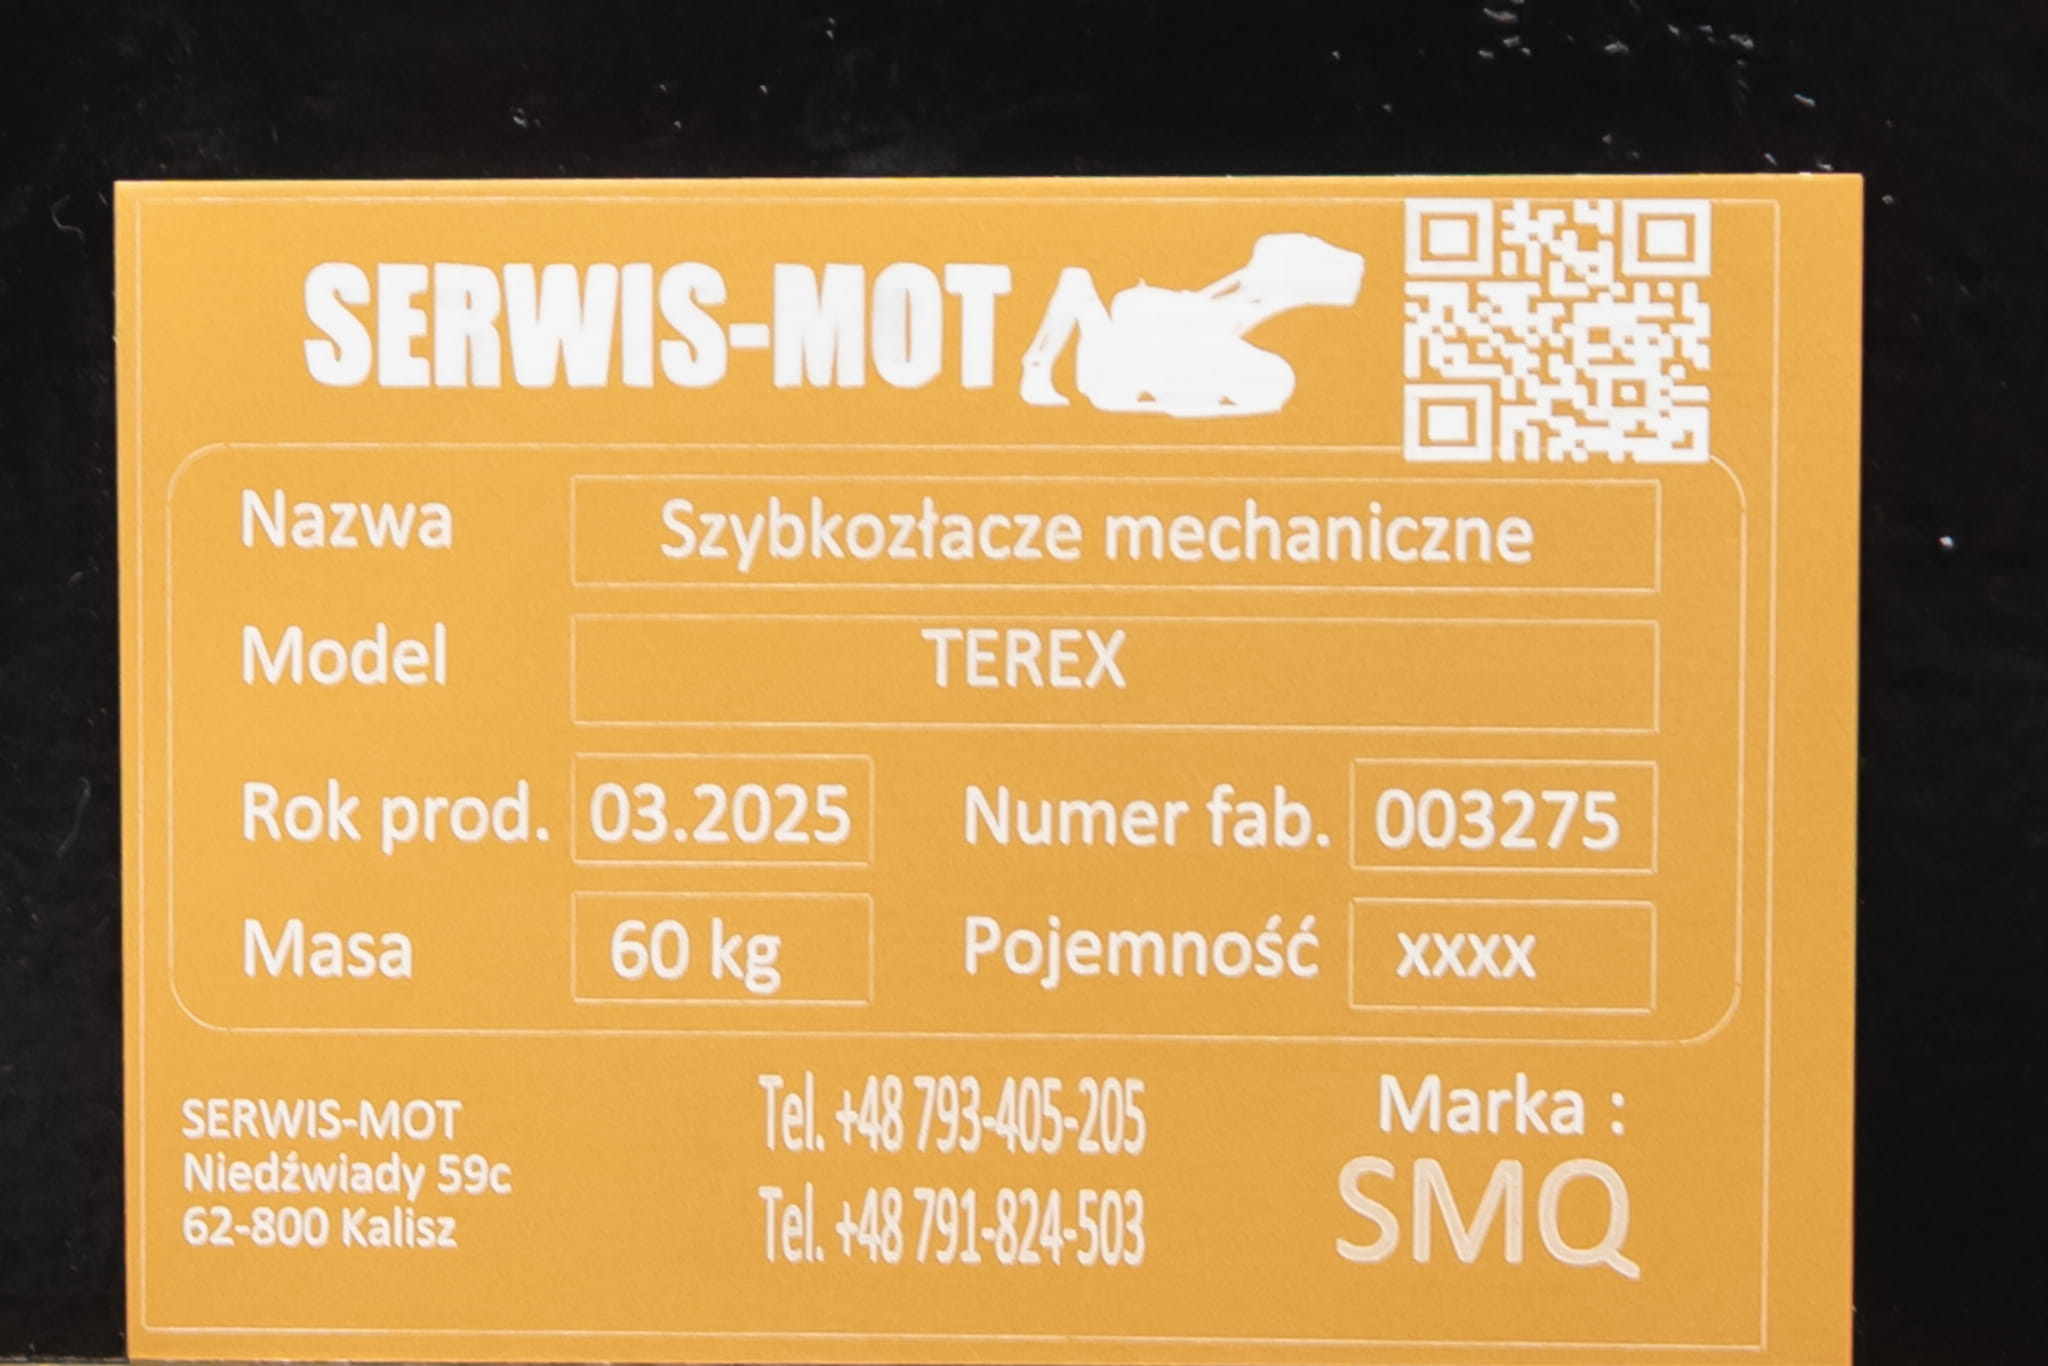 SERWIS-MOT
Nazwa Szybkozłacze mechaniczne
Model TEREX
Rok prod. 03.2025 Numer fab. 003275
Masa 60 kg Pojemność xxxx
SERWIS-MOT
Niedźwiady 59c
62-800 Kalisz
Tel. +48 793-405-205
Tel. +48 791-824-503
Marka :
SMQ